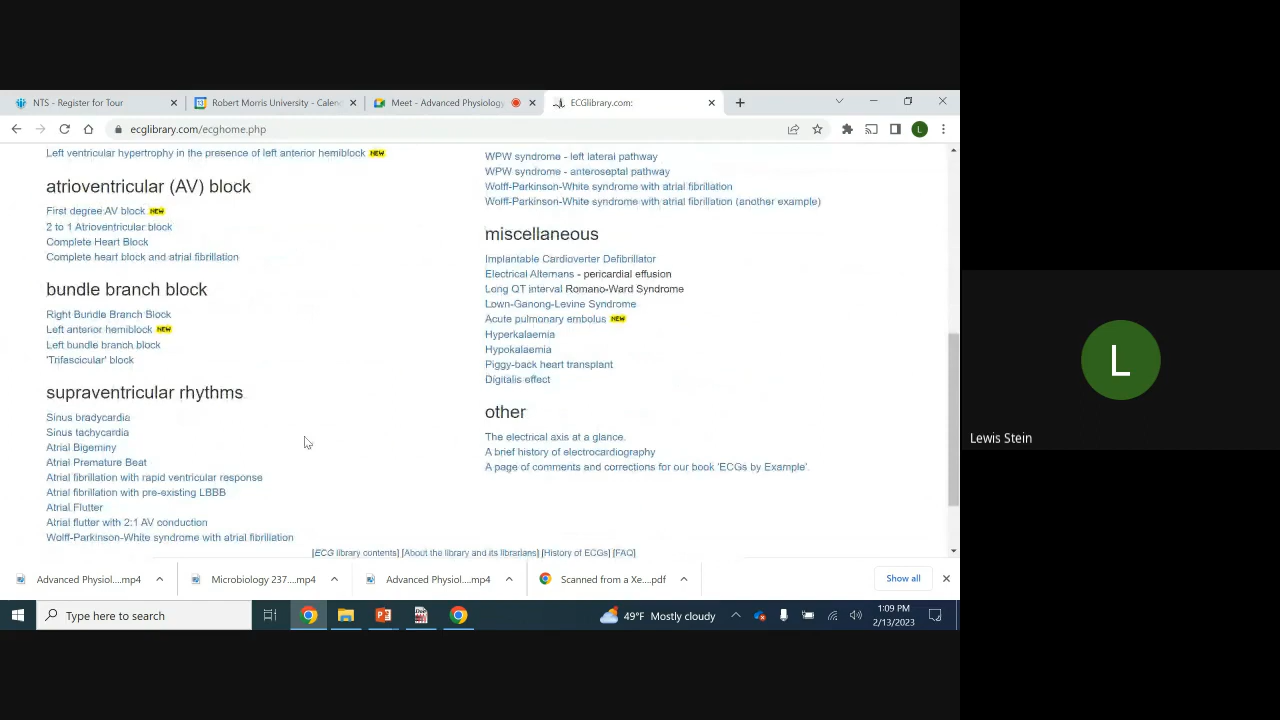 NTS - Register for Tour
Robert Morris University - Calen
Meet - Advanced Physiology
ECGlibrary.com:
ecglibrary.com/ecghome.php
L
Left ventricular hypertrophy in the presence of left anterior hemiblock NEW
atrioventricular (AV) block
First degree AV block NEW
2 to 1 Atrioventricular block
Complete Heart Block
Complete heart block and atrial fibrillation
bundle branch block
Right Bundle Branch Block
Left anterior hemiblock NEW
Left bundle branch block
'Trifascicular' block
supraventricular rhythms
Sinus bradycardia
Sinus tachycardia
Atrial Bigeminy
Atrial Premature Beat
Atrial fibrillation with rapid ventricular response
Atrial fibrillation with pre-existing LBBB
Atrial Flutter
Atrial flutter with 2:1 AV conduction
Wolff-Parkinson-White syndrome with atrial fibrillation
WPW syndrome - left lateral pathway
WPW syndrome - anteroseptal pathway
Wolff-Parkinson-White syndrome with atrial fibrillation
Wolff-Parkinson-White syndrome with atrial fibrillation (another example)
miscellaneous
Implantable Cardioverter Defibrillator
Electrical Alternans - pericardial effusion
Long QT interval Romano-Ward Syndrome
Lown-Ganong-Levine Syndrome
Acute pulmonary embolus NEW
Hyperkalaemia
Hypokalaemia
Piggy-back heart transplant
Digitalis effect
other
The electrical axis at a glance.
A brief history of electrocardiography
A page of comments and corrections for our book 'ECGs by Example'.
[ECG library contents] [About the library and its librarians] [History of ECGs] [FAQ]
Advanced Physiol....mp4
Microbiology 237....mp4
Advanced Physiol....mp4
Scanned from a Xe....pdf
Show all
Type here to search
49°F Mostly cloudy
1:09 PM
2/13/2023
L
Lewis Stein